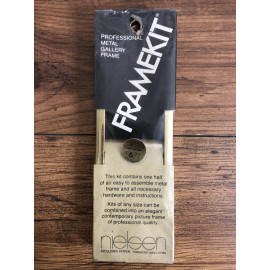 PROFESSIONAL
METAL
GALLERY
FRAME
FRAMEKIT
This kit contains one half
of an easy to assemble metal
frame and all necessary
hardware and instructions.
Kits of any size can be
combined into an elegant
contemporary picture frame
of professional quality.
nielsen